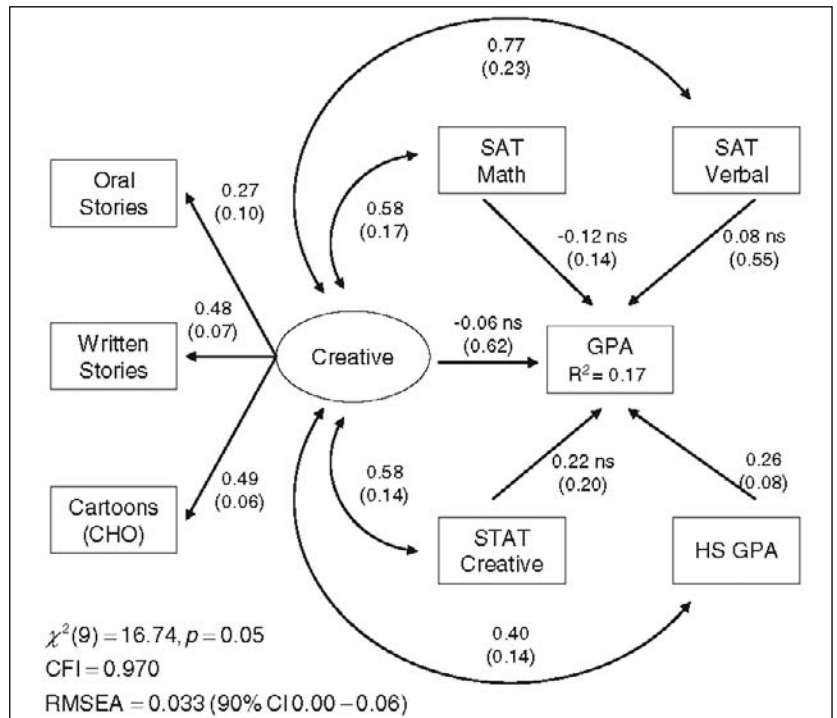 0.77
(0.23)
SAT
Math
SAT
Verbal
Oral
Stories
0.27
(0.10)
0.58
(0.17)
-0.12 ns
(0.14)
0.08 ns
(0.55)
Written
Stories
0.48
(0.07)
Creative
-0.06 ns
(0.62)
GPA
R² = 0.17
Cartoons
(CHO)
0.49
(0.06)
0.58
(0.14)
0.22 ns
(0.20)
0.26
(0.08)
STAT
Creative
HS GPA
0.40
(0.14)
χ²(9) = 16.74, p = 0.05
CFI = 0.970
RMSEA = 0.033 (90% CI 0.00 – 0.06)